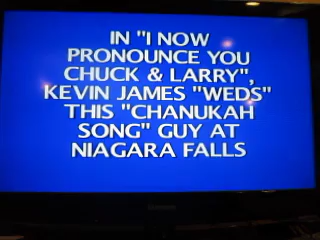 IN "I NOW
PRONOUNCE YOU
CHUCK & LARRY",
KEVIN JAMES "WEDS"
THIS "CHANUKAH
SONG" GUY AT
NIAGARA FALLS